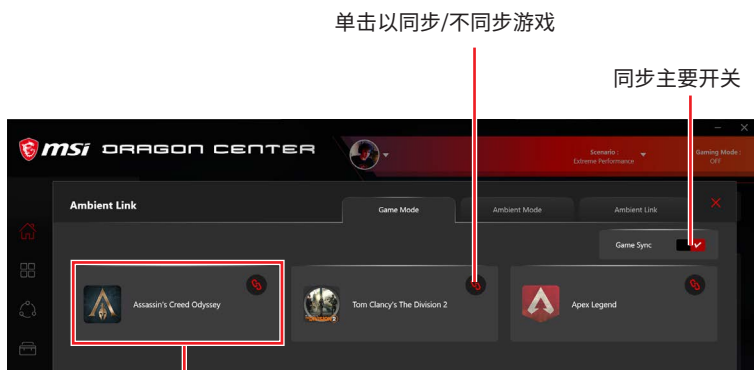 单击以同步/不同步游戏
同步主要开关
msi DRAGON CENTER
Scenario :
Extreme Performance
Gaming Mode :
OFF
Ambient Link
Game Mode
Ambient Mode
Ambient Link
Game Sync
Assassin's Creed Odyssey
Tom Clancy's The Division 2
Apex Legend